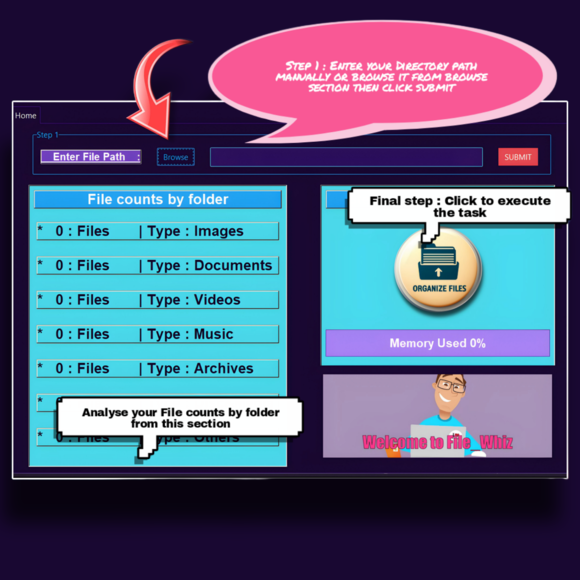 STEP 1 : ENTER YOUR DIRECTORY PATH
MANUALLY OR BROWSE IT FROM BROWSE
SECTION THEN CLICK SUBMIT
Home
Step 1
Enter File Path :
Browse
SUBMIT
File counts by folder
* 0 : Files | Type : Images
* 0 : Files | Type : Documents
* 0 : Files | Type : Videos
* 0 : Files | Type : Music
* 0 : Files | Type : Archives
*
Analyse your File counts by folder
from this section
* 0 : Files | Type : Others
Final step : Click to execute
the task
ORGANIZE FILES
Memory Used 0%
Welcome to File_Whiz